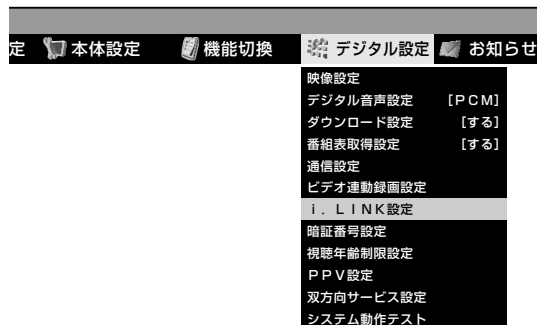 定 本体設定 機能切換 デジタル設定 お知らせ
映像設定
デジタル音声設定 [PCM]
ダウンロード設定 [する]
番組表取得設定 [する]
通信設定
ビデオ連動録画設定
i．LINK設定
暗証番号設定
視聴年齢制限設定
PPV設定
双方向サービス設定
システム動作テスト